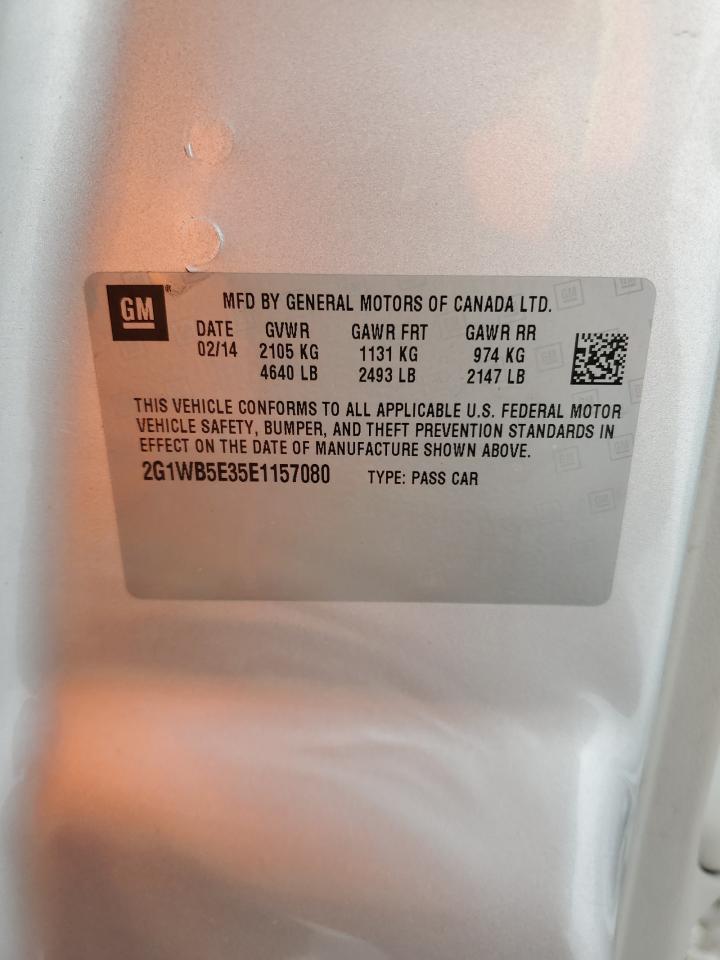 GM®
MFD BY GENERAL MOTORS OF CANADA LTD.
DATE GVWR GAWR FRT GAWR RR
02/14 2105 KG 1131 KG 974 KG
4640 LB 2493 LB 2147 LB
THIS VEHICLE CONFORMS TO ALL APPLICABLE U.S. FEDERAL MOTOR
VEHICLE SAFETY, BUMPER, AND THEFT PREVENTION STANDARDS IN
EFFECT ON THE DATE OF MANUFACTURE SHOWN ABOVE.
2G1WB5E35E1157080 TYPE: PASS CAR